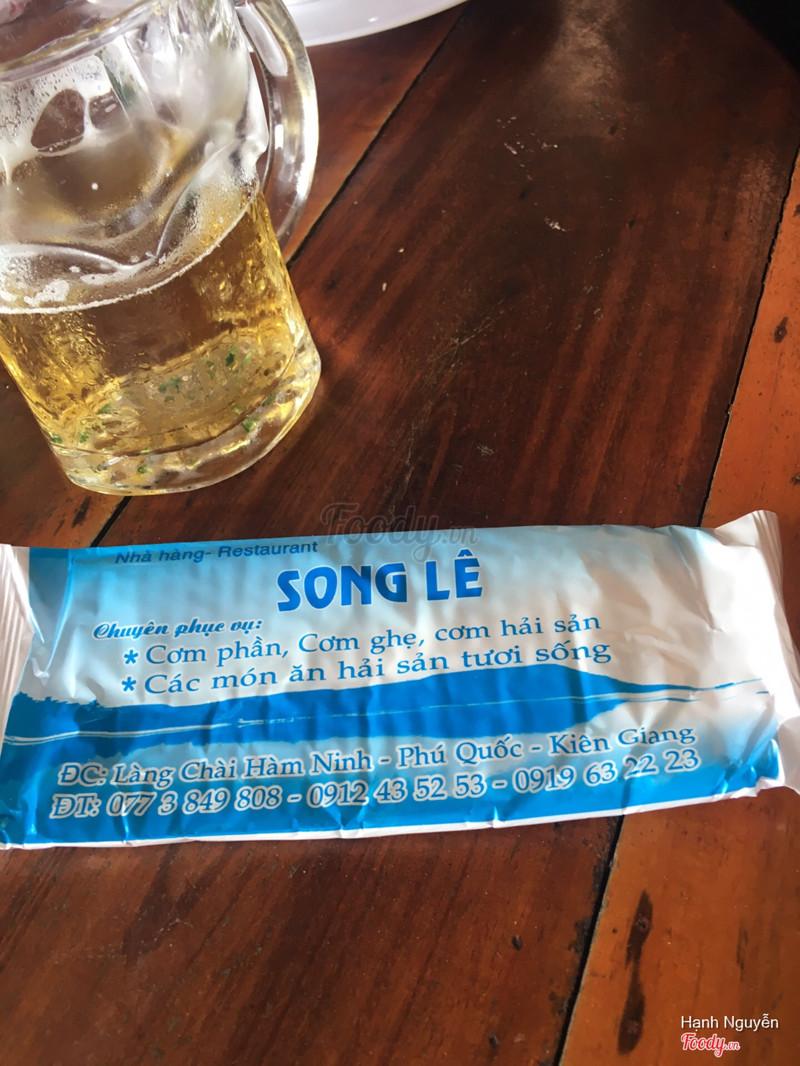 Foody.vn
Nhà hàng- Restaurant
SONG LÊ
Chuyên phục vụ:
* Cơm phần, Cơm ghẹ, cơm hải sản
* Các món ăn hải sản tươi sống
ĐC: Làng Chài Hàm Ninh - Phú Quốc - Kiên Giang
ĐT: 077 3 849 808 - 0912 43 52 53 - 0919 63 22 23
Hạnh Nguyễn
Foody.vn